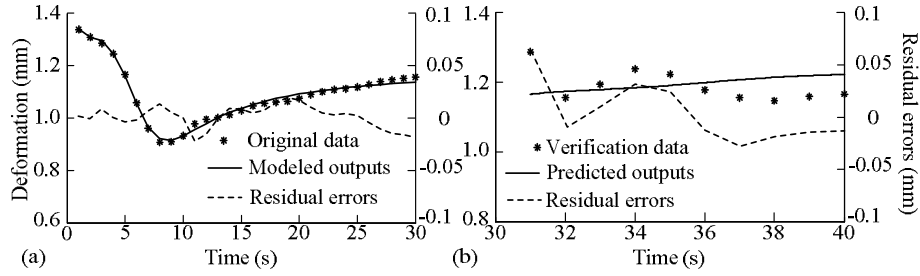 1.4
1.2
1.0
0.8
0.6
Deformation (mm)
0.1
0.05
0
-0.05
-0.1
Original data
Modeled outputs
Residual errors
0 5 10 15 20 25 30
(a) Time (s)
1.4
1.2
1.0
0.8
0.1
0.05
0
-0.05
-0.1
Residual errors (mm)
Verification data
Predicted outputs
Residual errors
30 32 34 36 38 40
(b) Time (s)